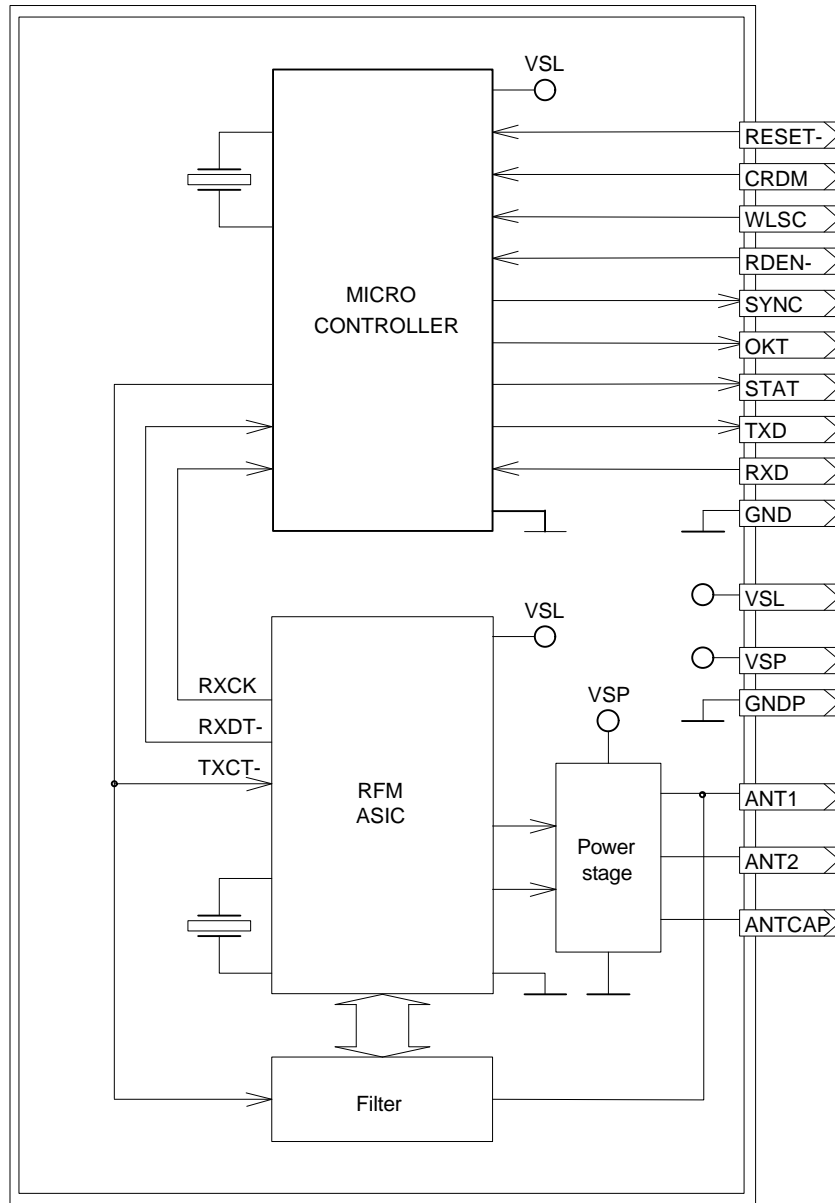 VSL
RESET-
CRDM
WLSC
RDEN-
MICRO
CONTROLLER
SYNC
OKT
STAT
TXD
RXD
GND
VSL
VSL
VSP
RXCK
VSP
GNDP
RXDT-
TXCT-
RFM
ASIC
ANT1
Power
stage
ANT2
ANTCAP
Filter